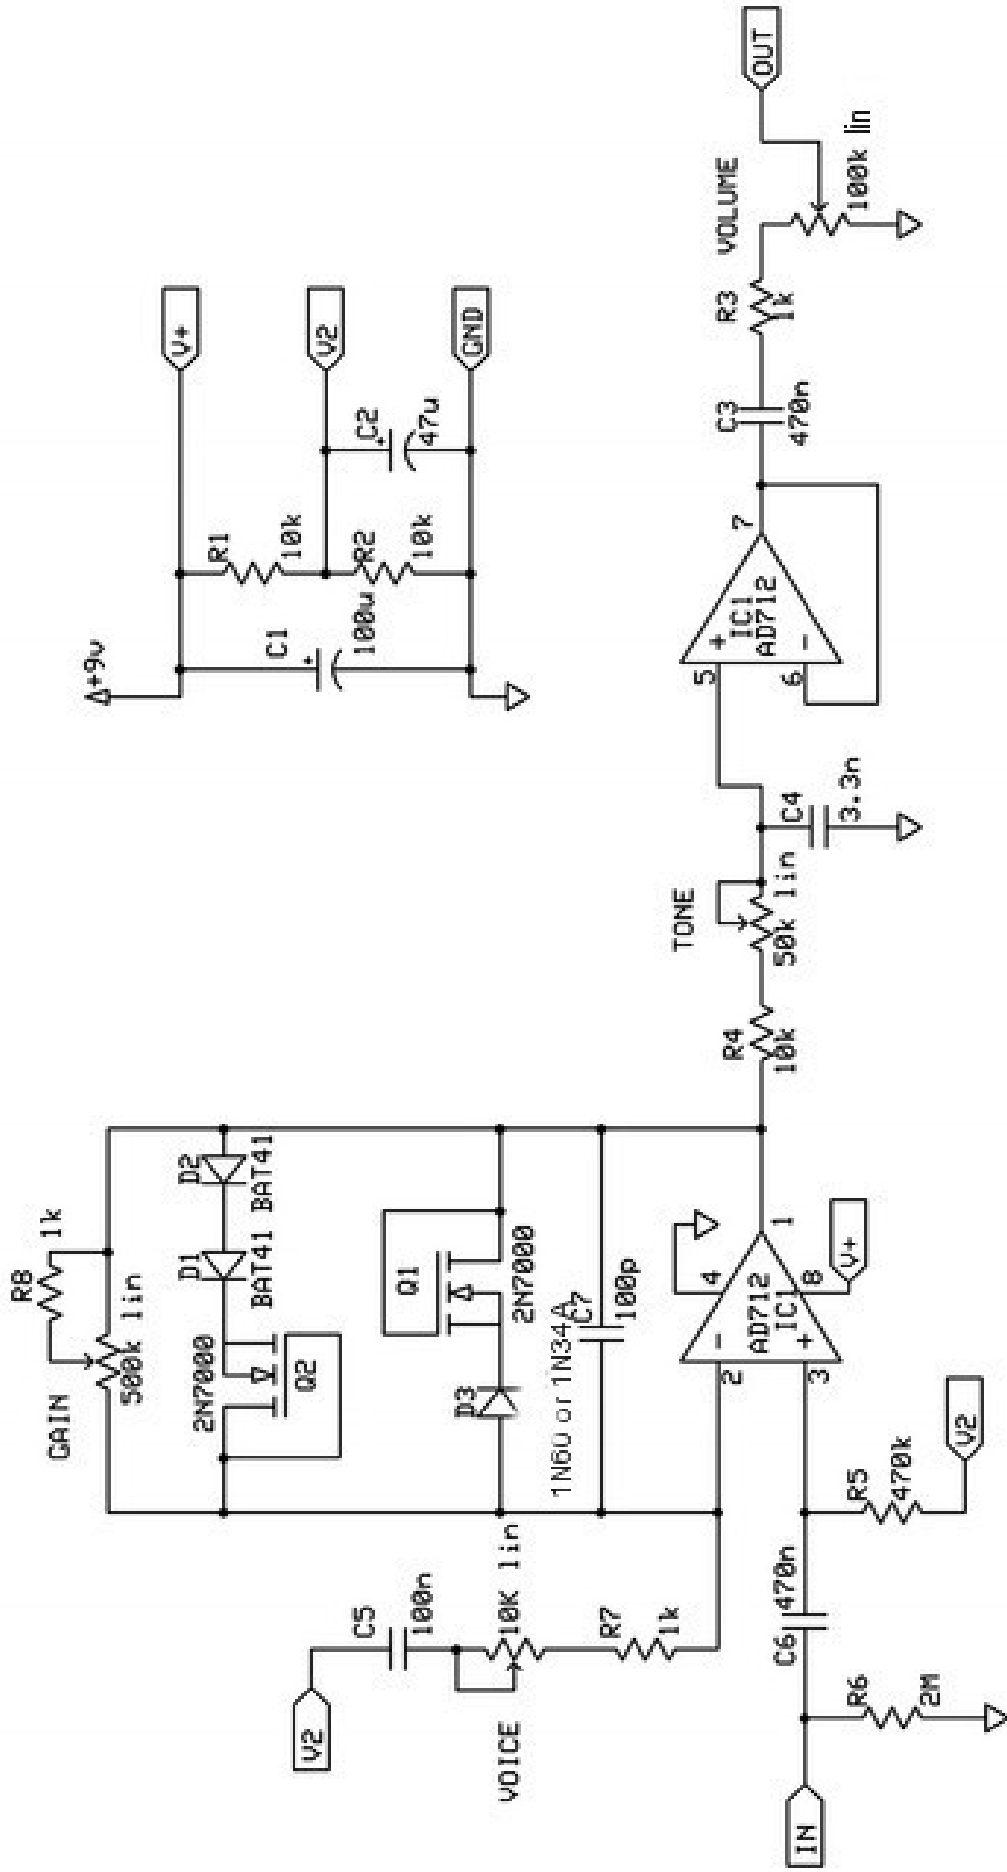 +9v
V+
R1
10k
C1
100u
V2
R2
10k
C2
47u
GND
R8
1k
GAIN
500k lin
D1
BAT41
D2
BAT41
2N7000
Q2
Q1
2N7000
D3
1N60 or 1N34A
C7
100p
V2
C5
100n
VOICE
10K lin
R7
1k
IN
R6
2M
C6
470n
R5
470k
V2
2
3
-
+
AD712
IC1
4
8
1
V+
R4
10k
TONE
50k lin
C4
3.3n
5
6
+
-
IC1
AD712
7
C3
470n
R3
1k
VOLUME
100k lin
OUT